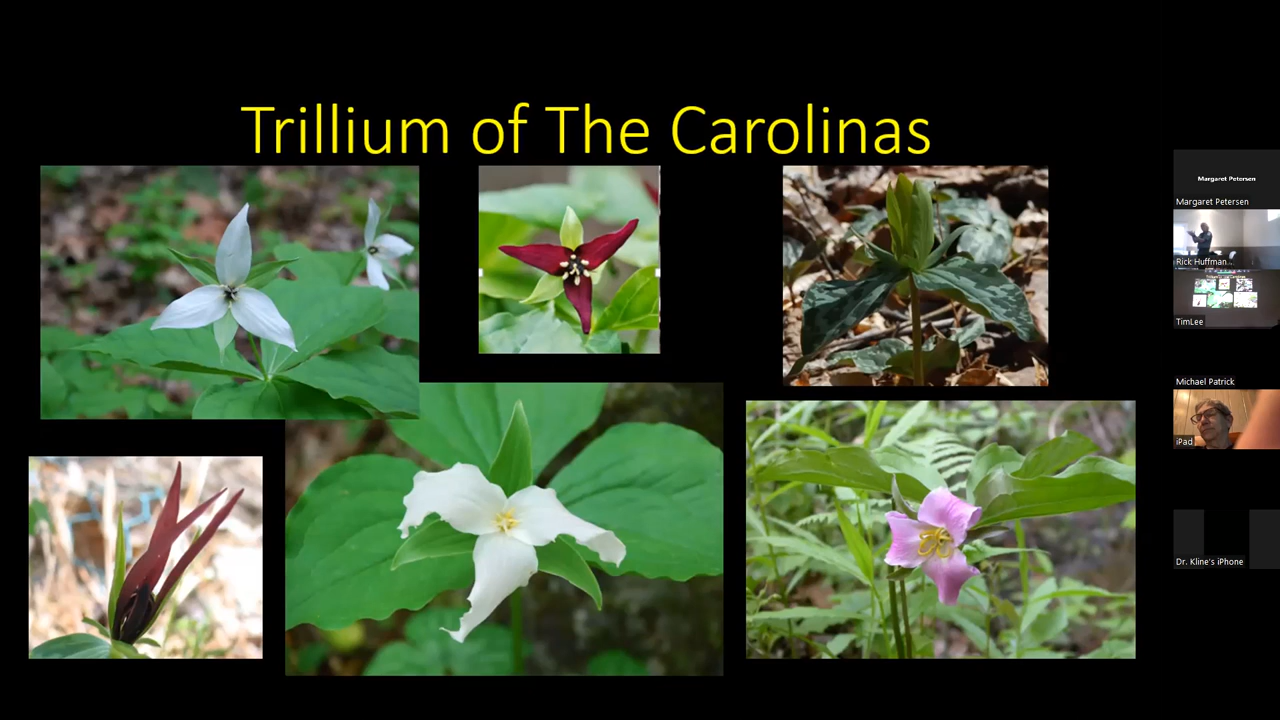 Trillium of The Carolinas
Margaret Petersen
Margaret Petersen
Rick Huffman
TimLee
Michael Patrick
iPad
Dr. Kline's iPhone